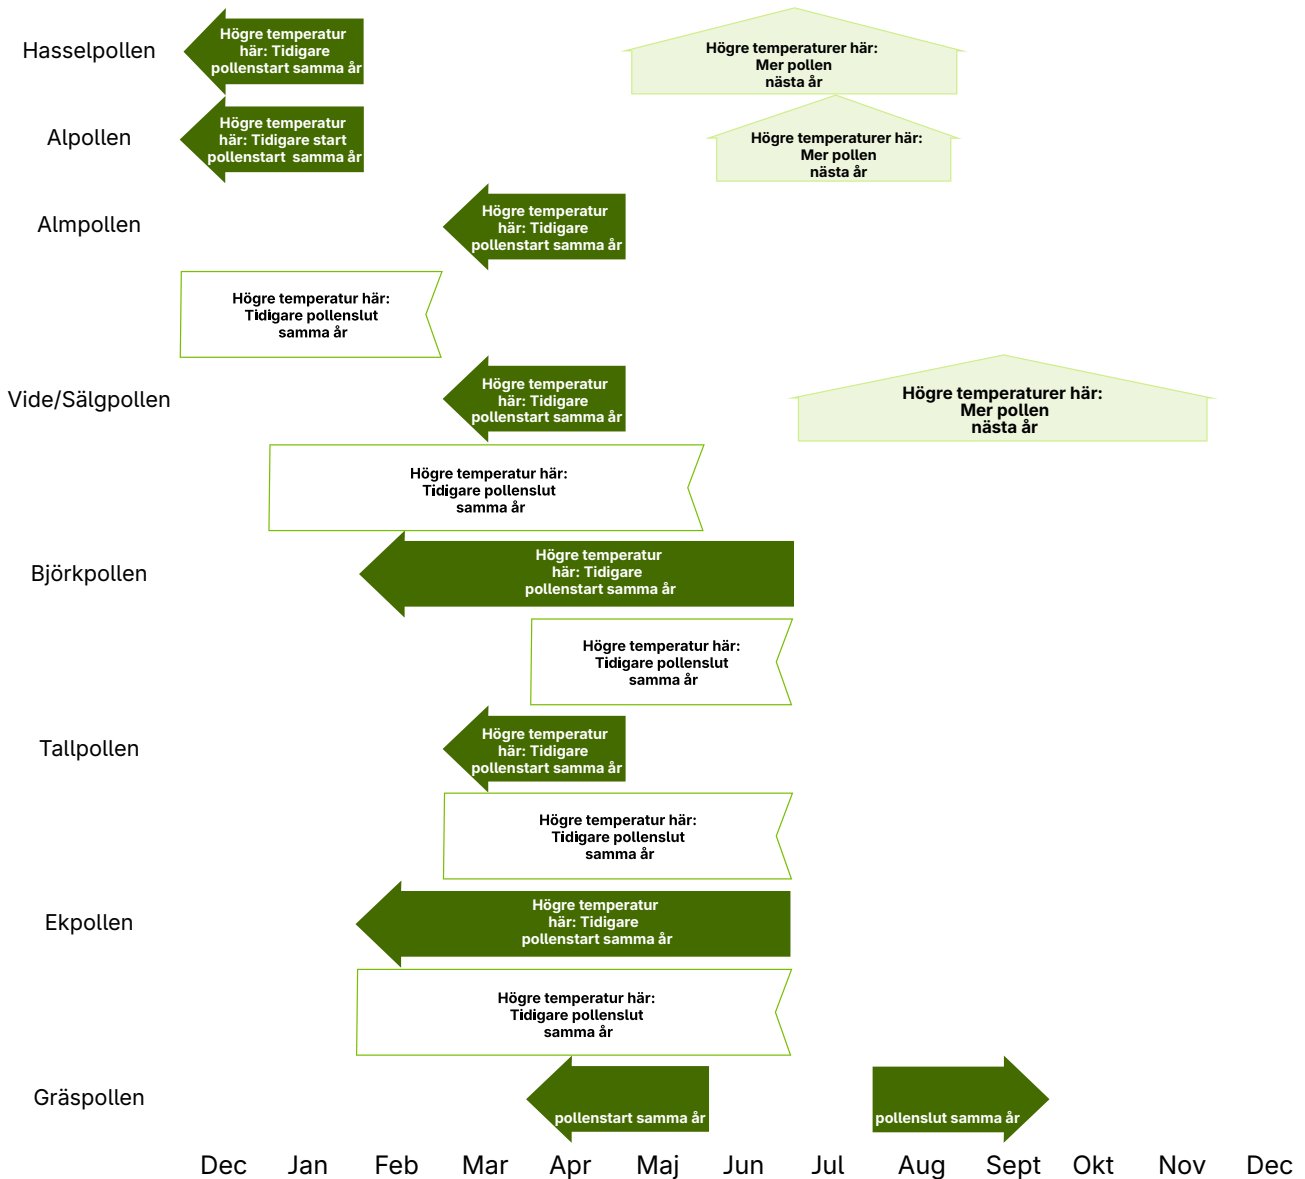 Hasselpollen
Högre temperatur
här: Tidigare
pollenstart samma år
Högre temperaturer här:
Mer pollen
nästa år
Alpollen
Högre temperatur
här: Tidigare start
pollenstart samma år
Högre temperaturer här:
Mer pollen
nästa år
Almpollen
Högre temperatur
här: Tidigare
pollenstart samma år
Högre temperatur här:
Tidigare pollenslut
samma år
Vide/Sälgpollen
Högre temperatur
här: Tidigare
pollenstart samma år
Högre temperaturer här:
Mer pollen
nästa år
Högre temperatur här:
Tidigare pollenslut
samma år
Björkpollen
Högre temperatur
här: Tidigare
pollenstart samma år
Högre temperatur här:
Tidigare pollenslut
samma år
Tallpollen
Högre temperatur
här: Tidigare
pollenstart samma år
Högre temperatur här:
Tidigare pollenslut
samma år
Ekpollen
Högre temperatur
här: Tidigare
pollenstart samma år
Högre temperatur här:
Tidigare pollenslut
samma år
Gräspollen
pollenstart samma år
pollenslut samma år
Dec Jan Feb Mar Apr Maj Jun Jul Aug Sept Okt Nov Dec